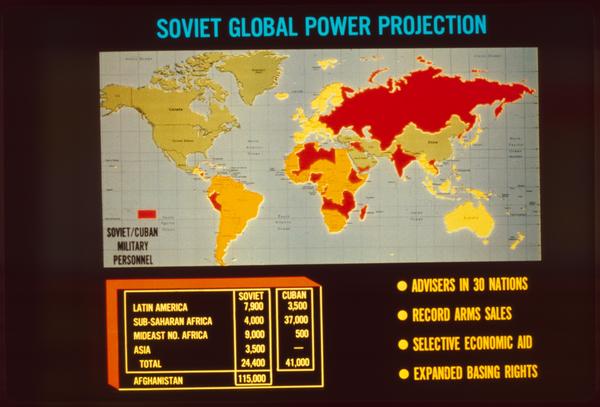 SOVIET GLOBAL POWER PROJECTION
Canada
China
SOVIET/CUBAN
MILITARY
PERSONNEL
SOVIET CUBAN
LATIN AMERICA 7,900 3,500
SUB-SAHARAN AFRICA 4,000 37,000
MIDEAST NO. AFRICA 9,000 500
ASIA 3,500 —
TOTAL 24,400 41,000
AFGHANISTAN 115,000
● ADVISERS IN 30 NATIONS
● RECORD ARMS SALES
● SELECTIVE ECONOMIC AID
● EXPANDED BASING RIGHTS